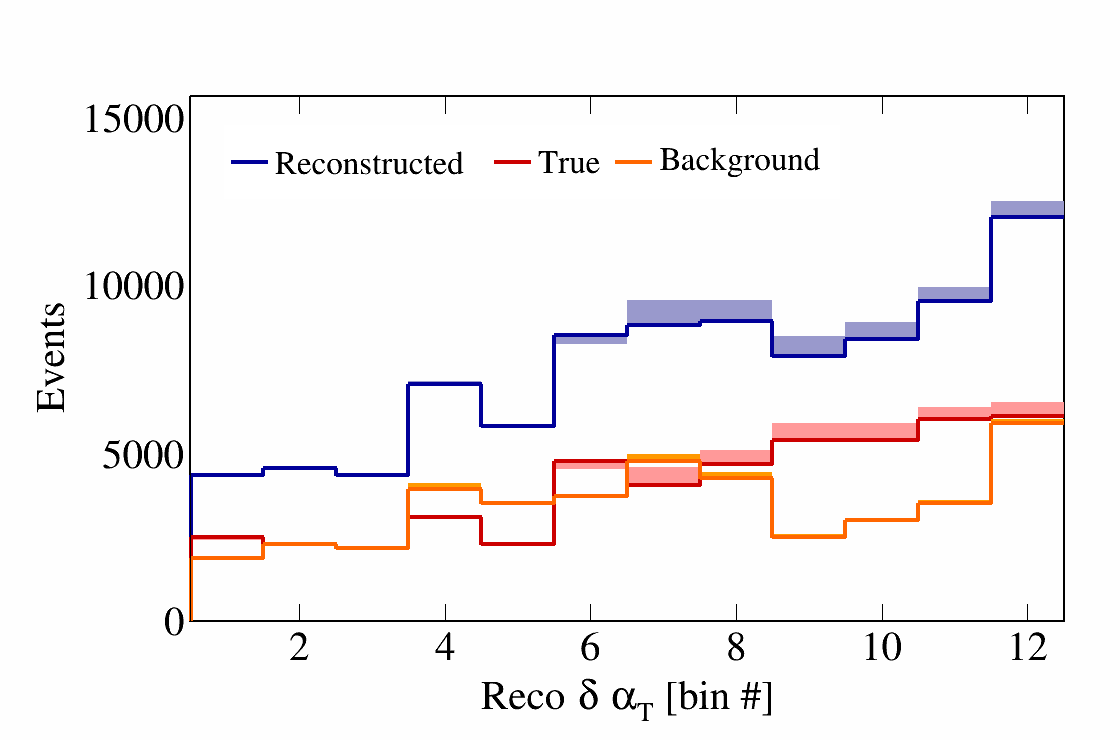 15000
Reconstructed True Background
10000
Events
5000
0
2 4 6 8 10 12
Reco δ α_T [bin #]